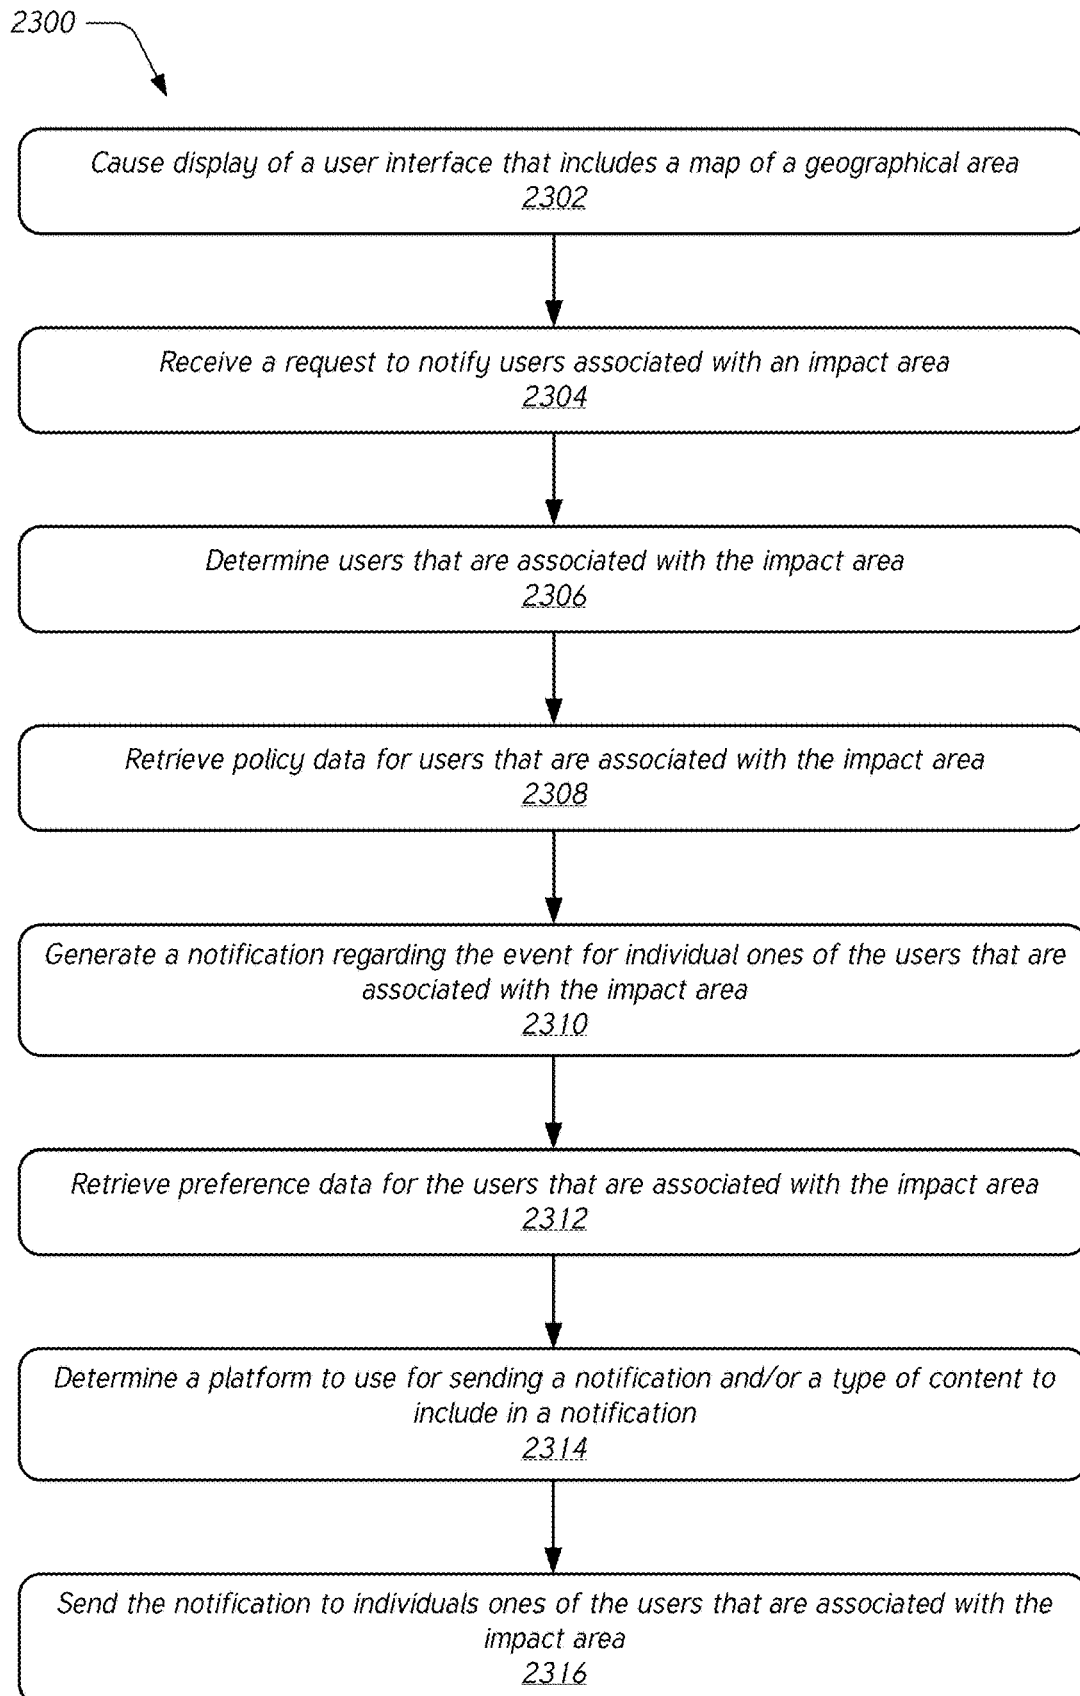 2300
Cause display of a user interface that includes a map of a geographical area
2302
Receive a request to notify users associated with an impact area
2304
Determine users that are associated with the impact area
2306
Retrieve policy data for users that are associated with the impact area
2308
Generate a notification regarding the event for individual ones of the users that are
associated with the impact area
2310
Retrieve preference data for the users that are associated with the impact area
2312
Determine a platform to use for sending a notification and/or a type of content to
include in a notification
2314
Send the notification to individuals ones of the users that are associated with the
impact area
2316